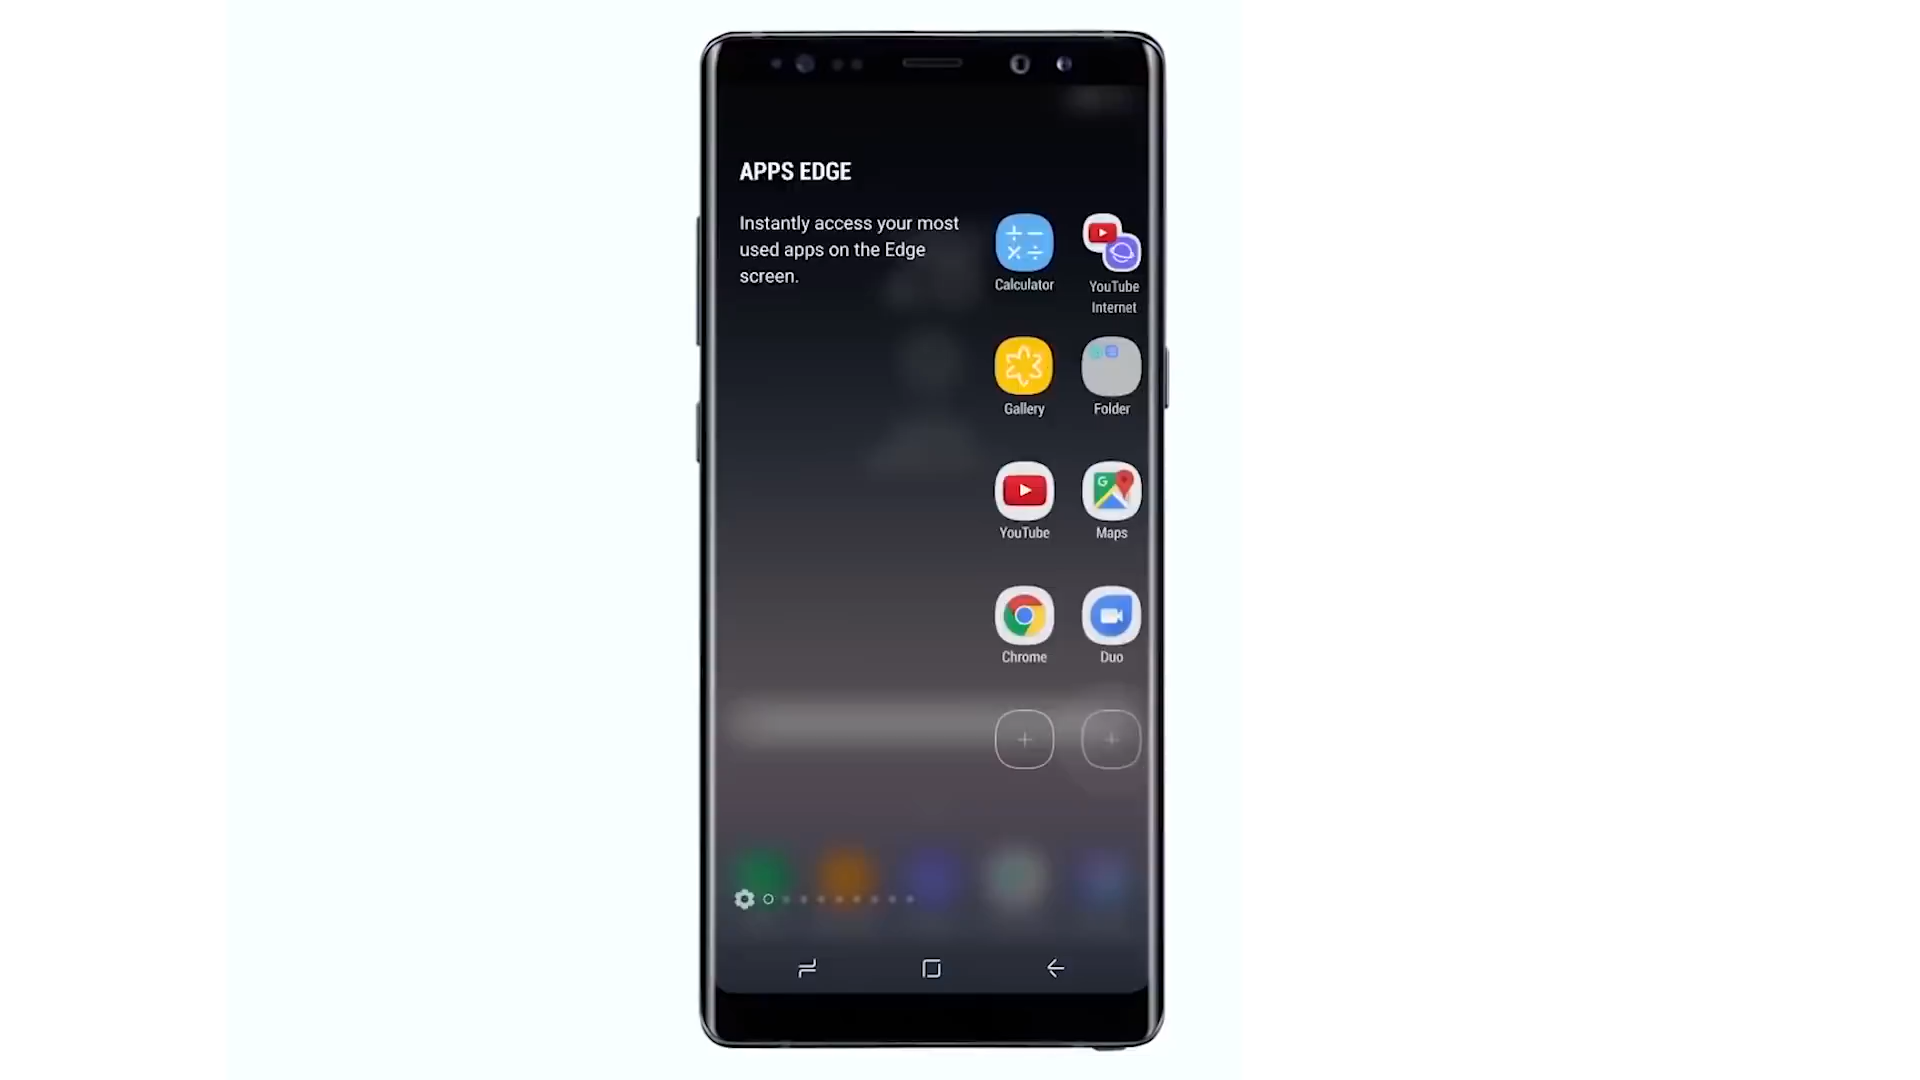 APPS EDGE
Instantly access your most
used apps on the Edge
screen.
Calculator
YouTube
Internet
Gallery
Folder
YouTube
Maps
Chrome
Duo